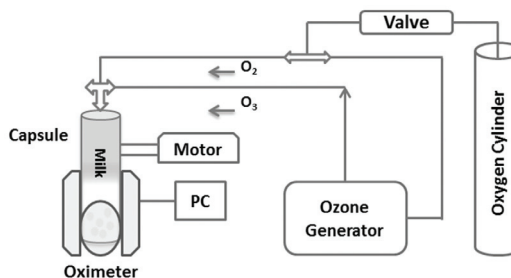 Valve
O2
O3
Capsule
Milk
Motor
PC
Oximeter
Ozone
Generator
Oxygen Cylinder